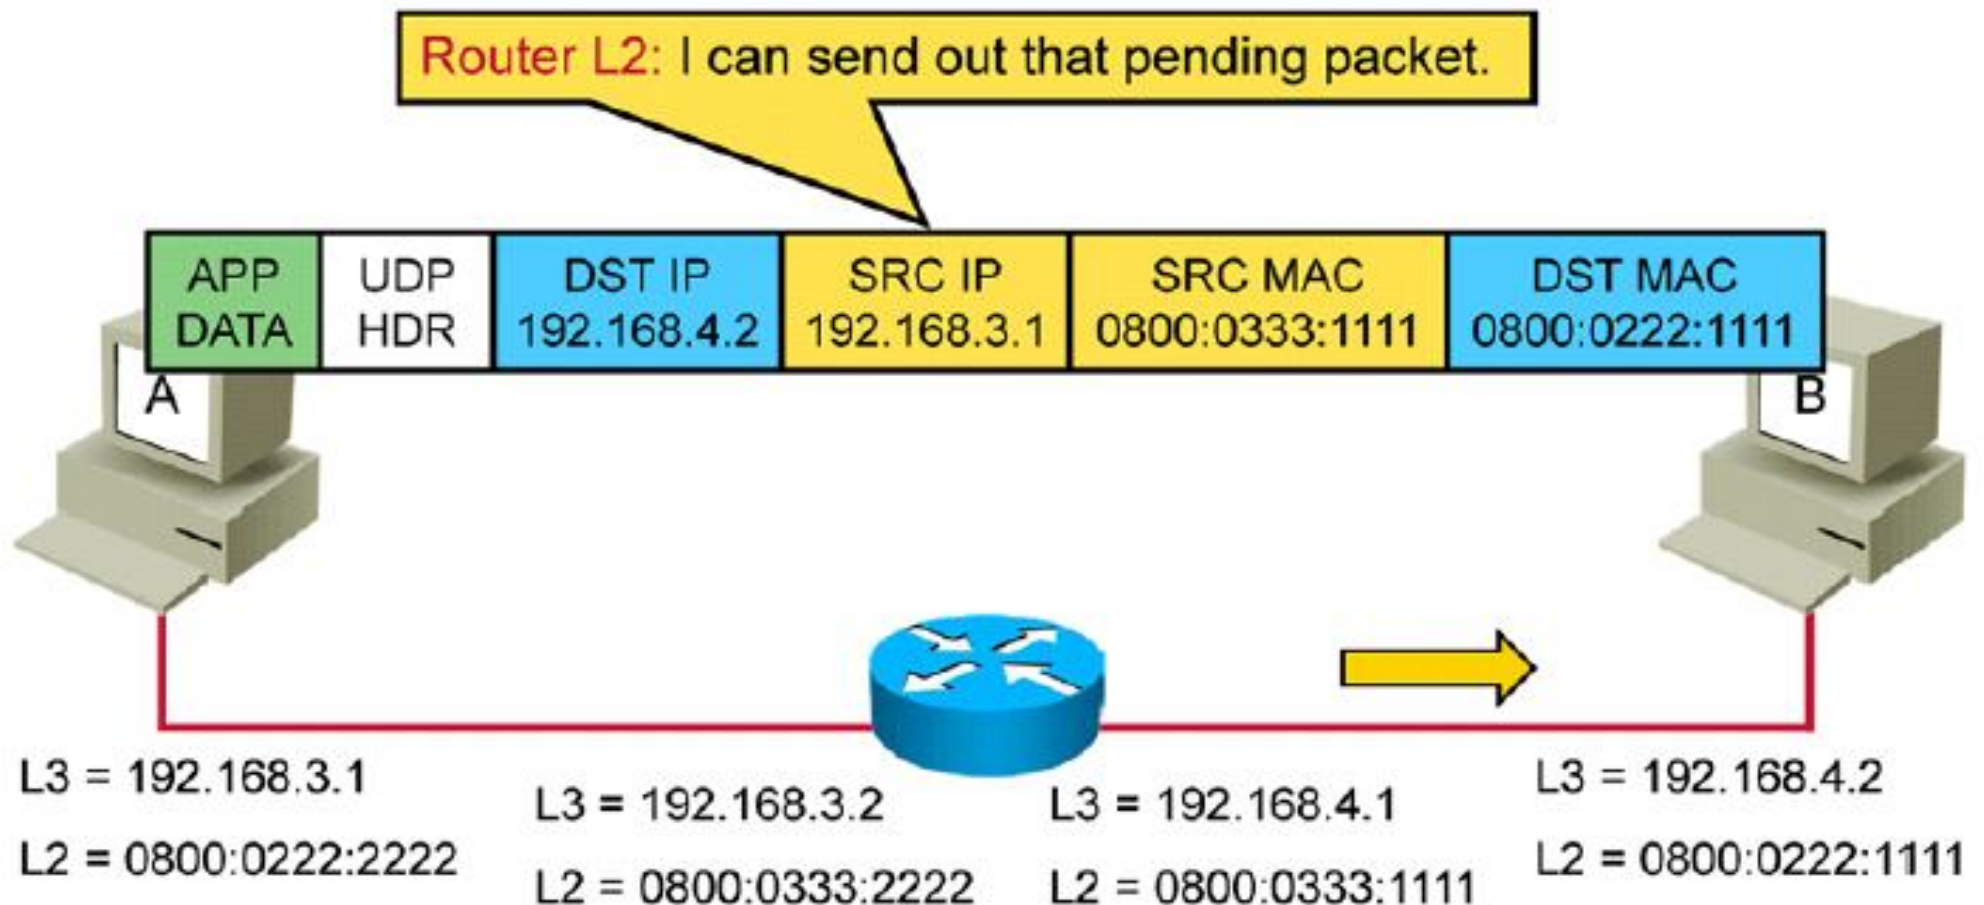 Router L2: I can send out that pending packet.
APP
DATA
UDP
HDR
DST IP
192.168.4.2
SRC IP
192.168.3.1
SRC MAC
0800:0333:1111
DST MAC
0800:0222:1111
A
B
L3 = 192.168.3.1
L2 = 0800:0222:2222
L3 = 192.168.3.2
L2 = 0800:0333:2222
L3 = 192.168.4.1
L2 = 0800:0333:1111
L3 = 192.168.4.2
L2 = 0800:0222:1111